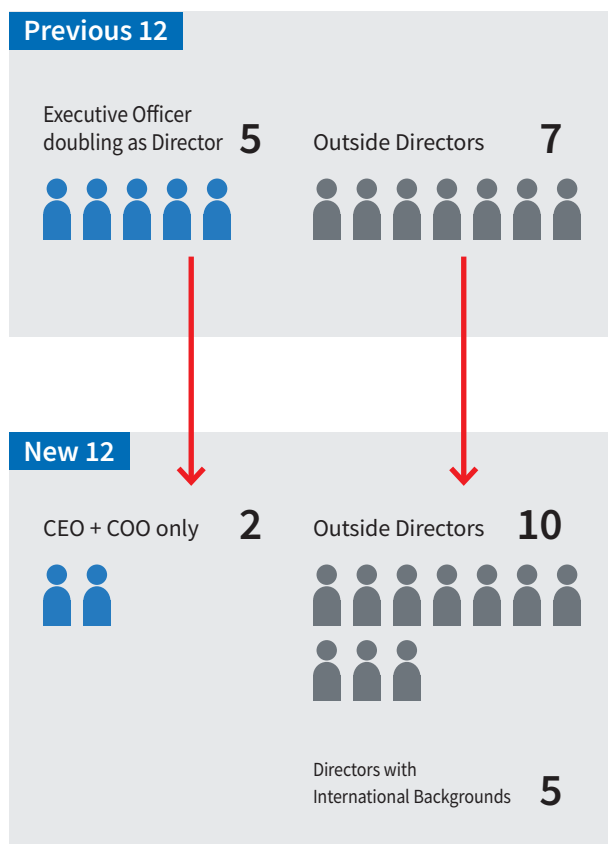 Previous 12
Executive Officer
doubling as Director 5
Outside Directors 7
New 12
CEO + COO only 2
Outside Directors 10
Directors with
International Backgrounds 5